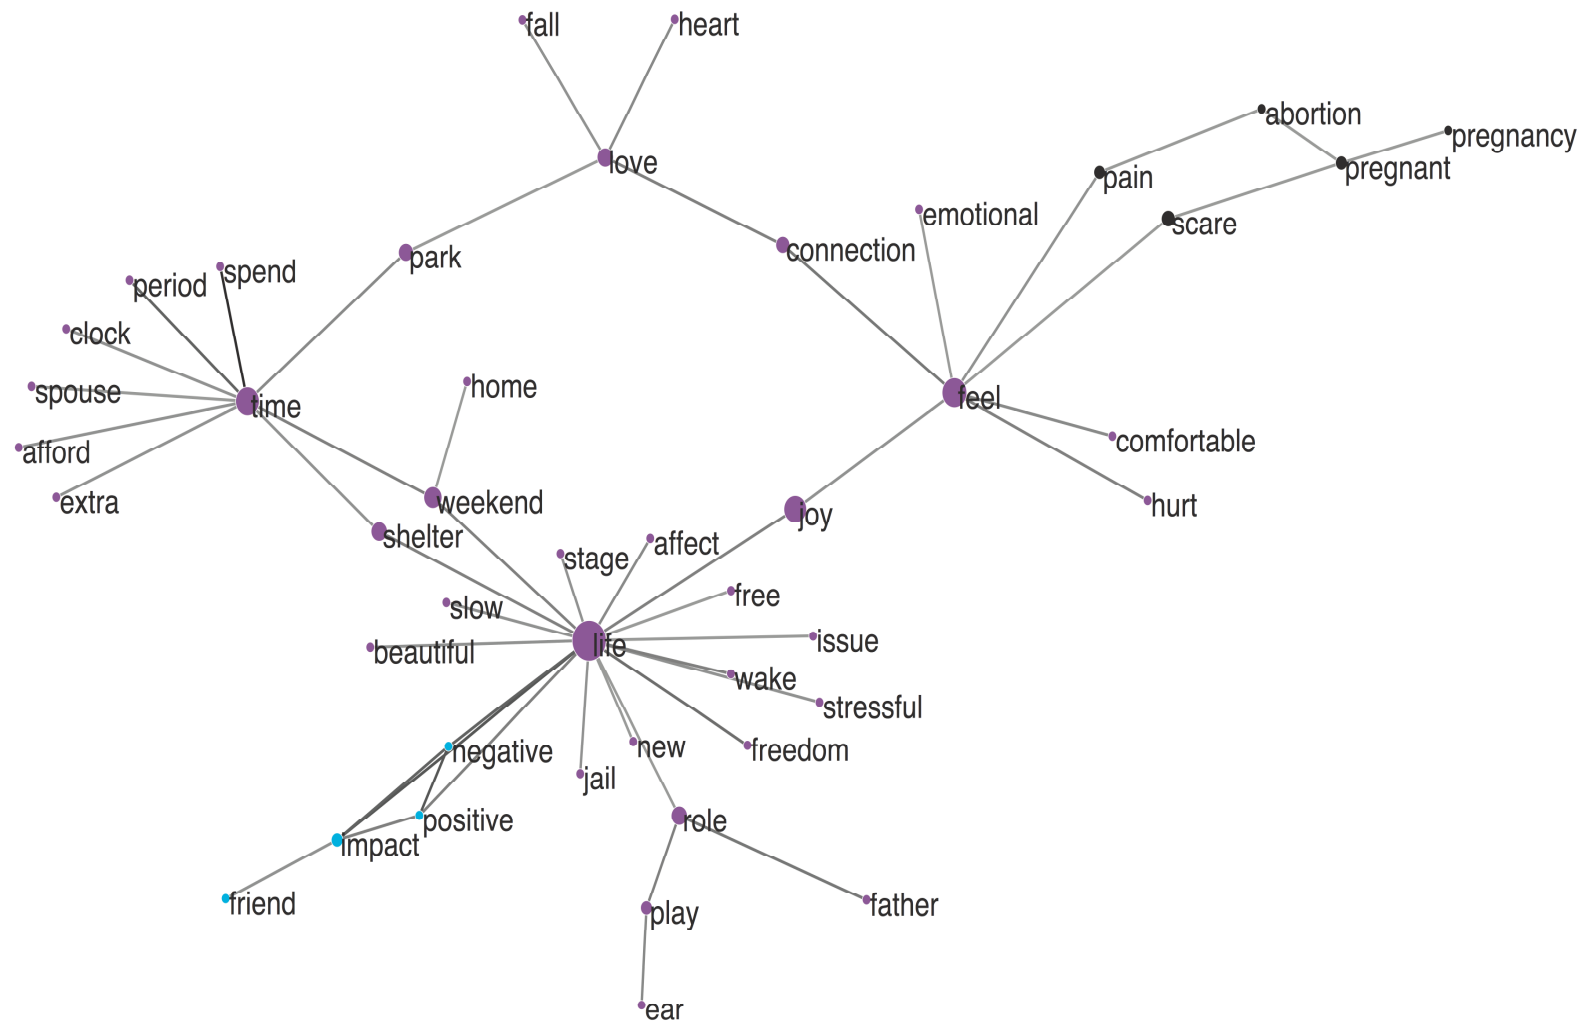 fall
heart
abortion
pregnancy
love
pregnant
pain
emotional
scare
connection
park
spend
period
clock
home
spouse
feel
time
comfortable
afford
extra
weekend
hurt
joy
shelter
affect
stage
free
slow
issue
life
beautiful
wake
stressful
new
freedom
negative
jail
positive
role
impact
friend
father
play
ear